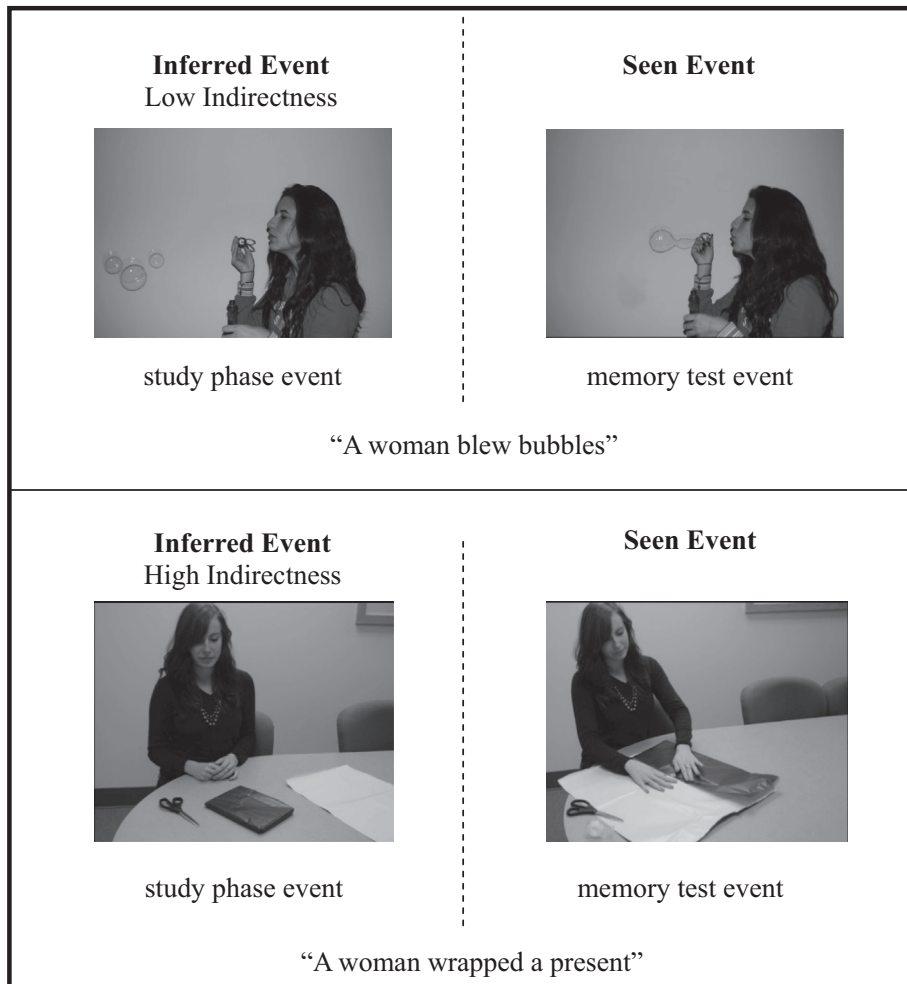 Inferred Event
Low Indirectness
Seen Event
study phase event
memory test event
“A woman blew bubbles”
Inferred Event
High Indirectness
Seen Event
study phase event
memory test event
“A woman wrapped a present”